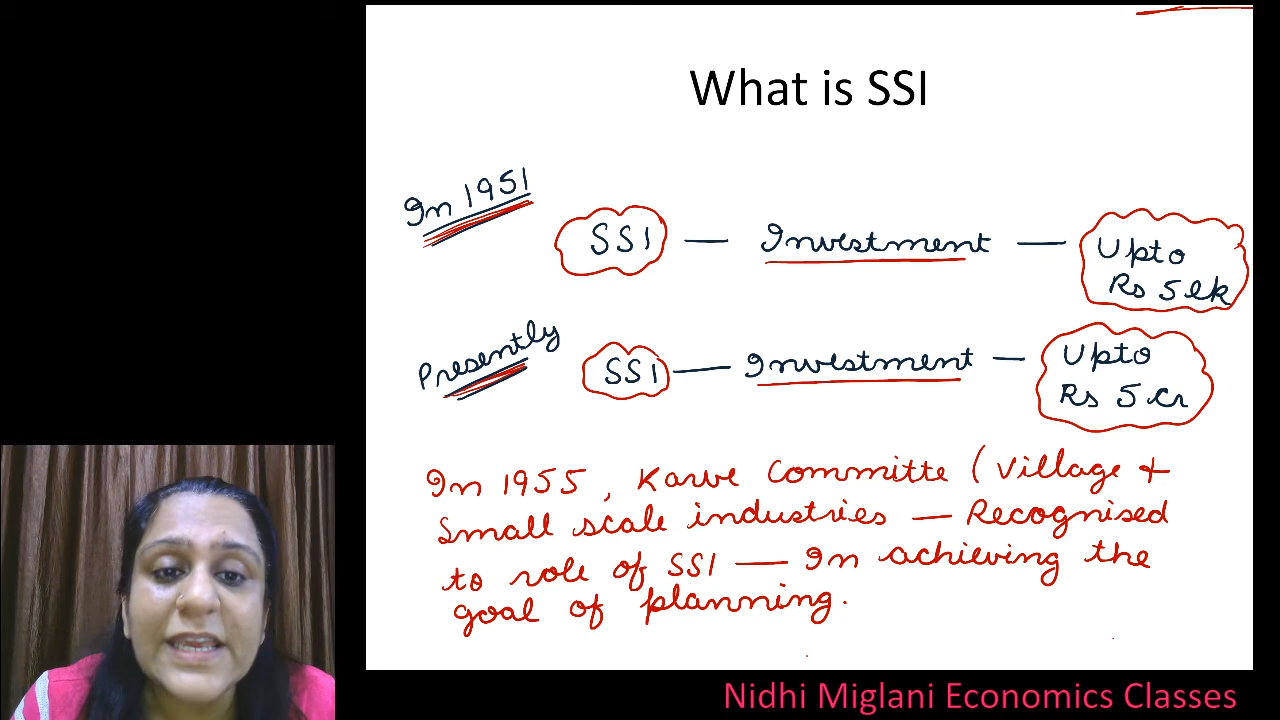 What is SSI
In 1951
SSI — Investment — Upto
Rs 5 lk
Presently
SSI — Investment — Upto
Rs 5 cr
In 1955, Karve Committe (Village &
Small scale industries — Recognised
to role of SSI — In achieving the
goal of planning.
Nidhi Miglani Economics Classes